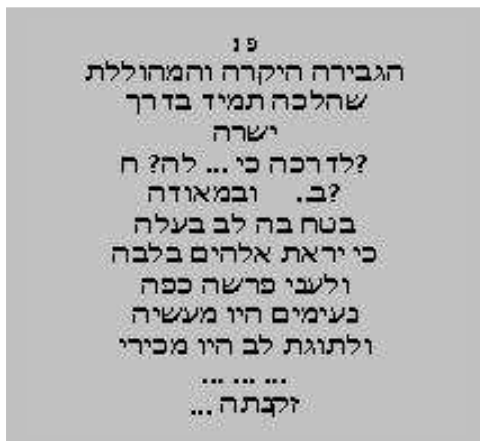 פ נ
הגבירה היקרה והמהוללת
שהלכה תמיד בדרך
ישרה
?לדרכה כי ... לה? ח
?ב. ובמאודה
בטח בה לב בעלה
כי יראת אלהים בלבה
ולעני פרשה כפה
נעימים היו מעשיה
ולתוגת לב היו מכירי
... ... ...
זקנתה ...